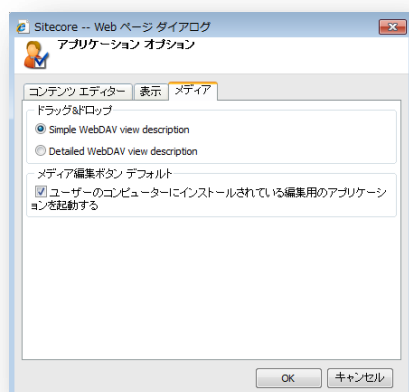 Sitecore -- Web ページ ダイアログ
アプリケーション オプション
コンテンツ エディター 表示 メディア
ドラッグ&ドロップ
Simple WebDAV view description
Detailed WebDAV view description
メディア編集ボタン デフォルト
ユーザーのコンピューターにインストールされている編集用のアプリケーシ
ョンを起動する
OK キャンセル